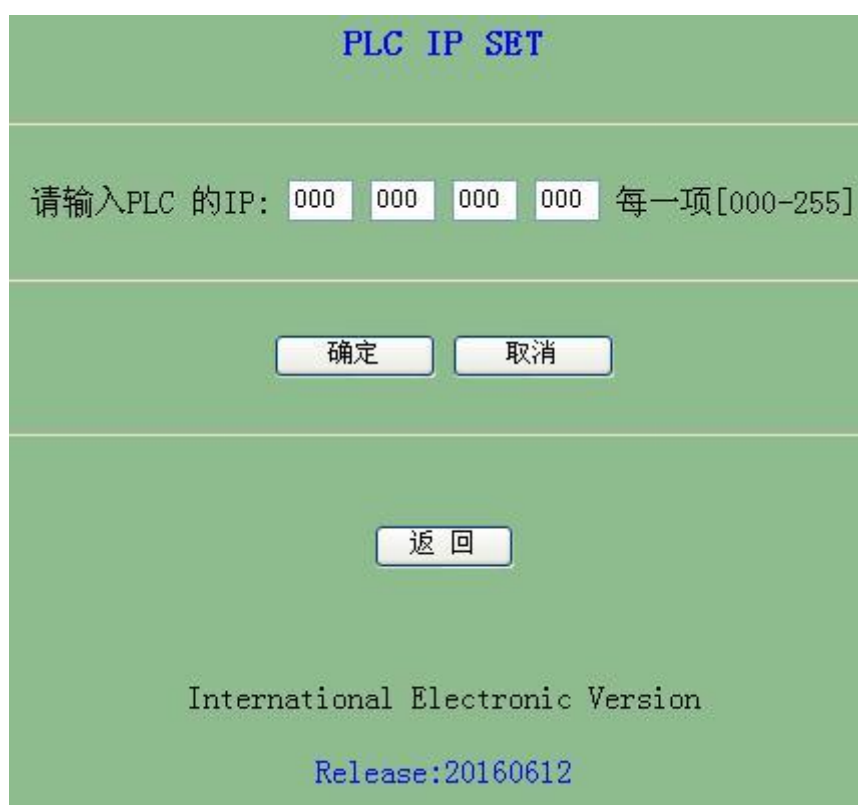 PLC IP SET
请输入PLC 的IP: 000 000 000 000 每一项[000-255]
确定 取消
返 回
International Electronic Version
Release:20160612